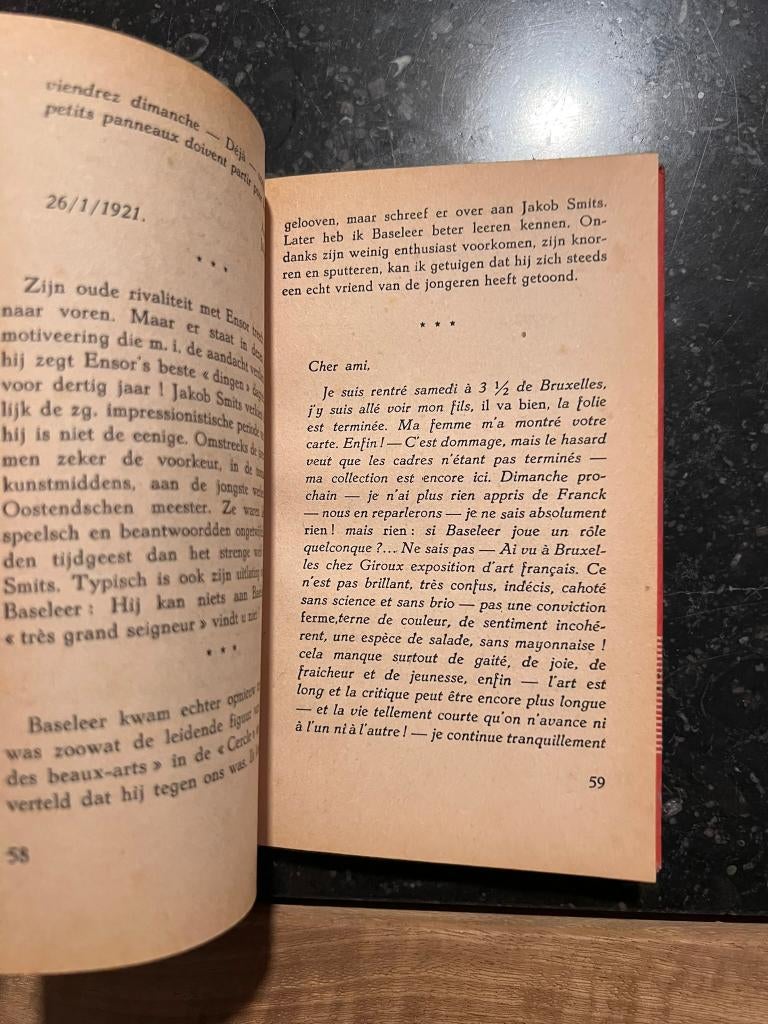 viendrez dimanche — Déjà —
petits panneaux doivent partir
26/1/1921.
* * *
Zijn oude rivaliteit met Ensor
naar voren. Maar er staat in
motiveering die m. i. de aandacht
hij zegt Ensor's beste « dingen »
voor dertig jaar ! Jakob Smits
lijk de zg. impressionistische periode
hij is niet de eenige. Omstreeks
men zeker de voorkeur, in de
kunstmiddens, aan de jongste
Oostendschen meester. Ze
speelsch en beantwoordden
den tijdgeest dan het strenge
Smits. Typisch is ook zijn
Baseleer : Hij kan niets aan
« très grand seigneur » vindt u
* * *
Baseleer kwam echter opnieuw
was zoowat de leidende figuur
des beaux-arts » in de « Cercle
verteld dat hij tegen ons was.
58
gelooven, maar schreef er over aan Jakob Smits.
Later heb ik Baseleer beter leeren kennen. On-
danks zijn weinig enthusiast voorkomen, zijn knor-
ren en sputteren, kan ik getuigen dat hij zich steeds
een echt vriend van de jongeren heeft getoond.
* * *
Cher ami,
Je suis rentré samedi à 3 ½ de Bruxelles,
j'y suis allé voir mon fils, il va bien, la folie
est terminée. Ma femme m'a montré votre
carte. Enfin ! — C'est dommage, mais le hasard
veut que les cadres n'étant pas terminés —
ma collection est encore ici. Dimanche pro-
chain — je n'ai plus rien appris de Franck
— nous en reparlerons — je ne sais absolument
rien ! mais rien : si Baseleer joue un rôle
quelconque ?... Ne sais pas — Ai vu à Bruxel-
les chez Giroux exposition d'art français. Ce
n'est pas brillant, très confus, indécis, cahoté
sans science et sans brio — pas une conviction
ferme,terne de couleur, de sentiment incohé-
rent, une espèce de salade, sans mayonnaise !
cela manque surtout de gaité, de joie, de
fraicheur et de jeunesse, enfin — l'art est
long et la critique peut être encore plus longue
— et la vie tellement courte qu'on n'avance ni
à l'un ni à l'autre ! — je continue tranquillement
59